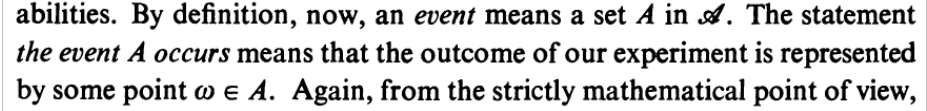 abilities. By definition, now, an event means a set A in 𝒜. The statement
the event A occurs means that the outcome of our experiment is represented
by some point ω ∈ A. Again, from the strictly mathematical point of view,